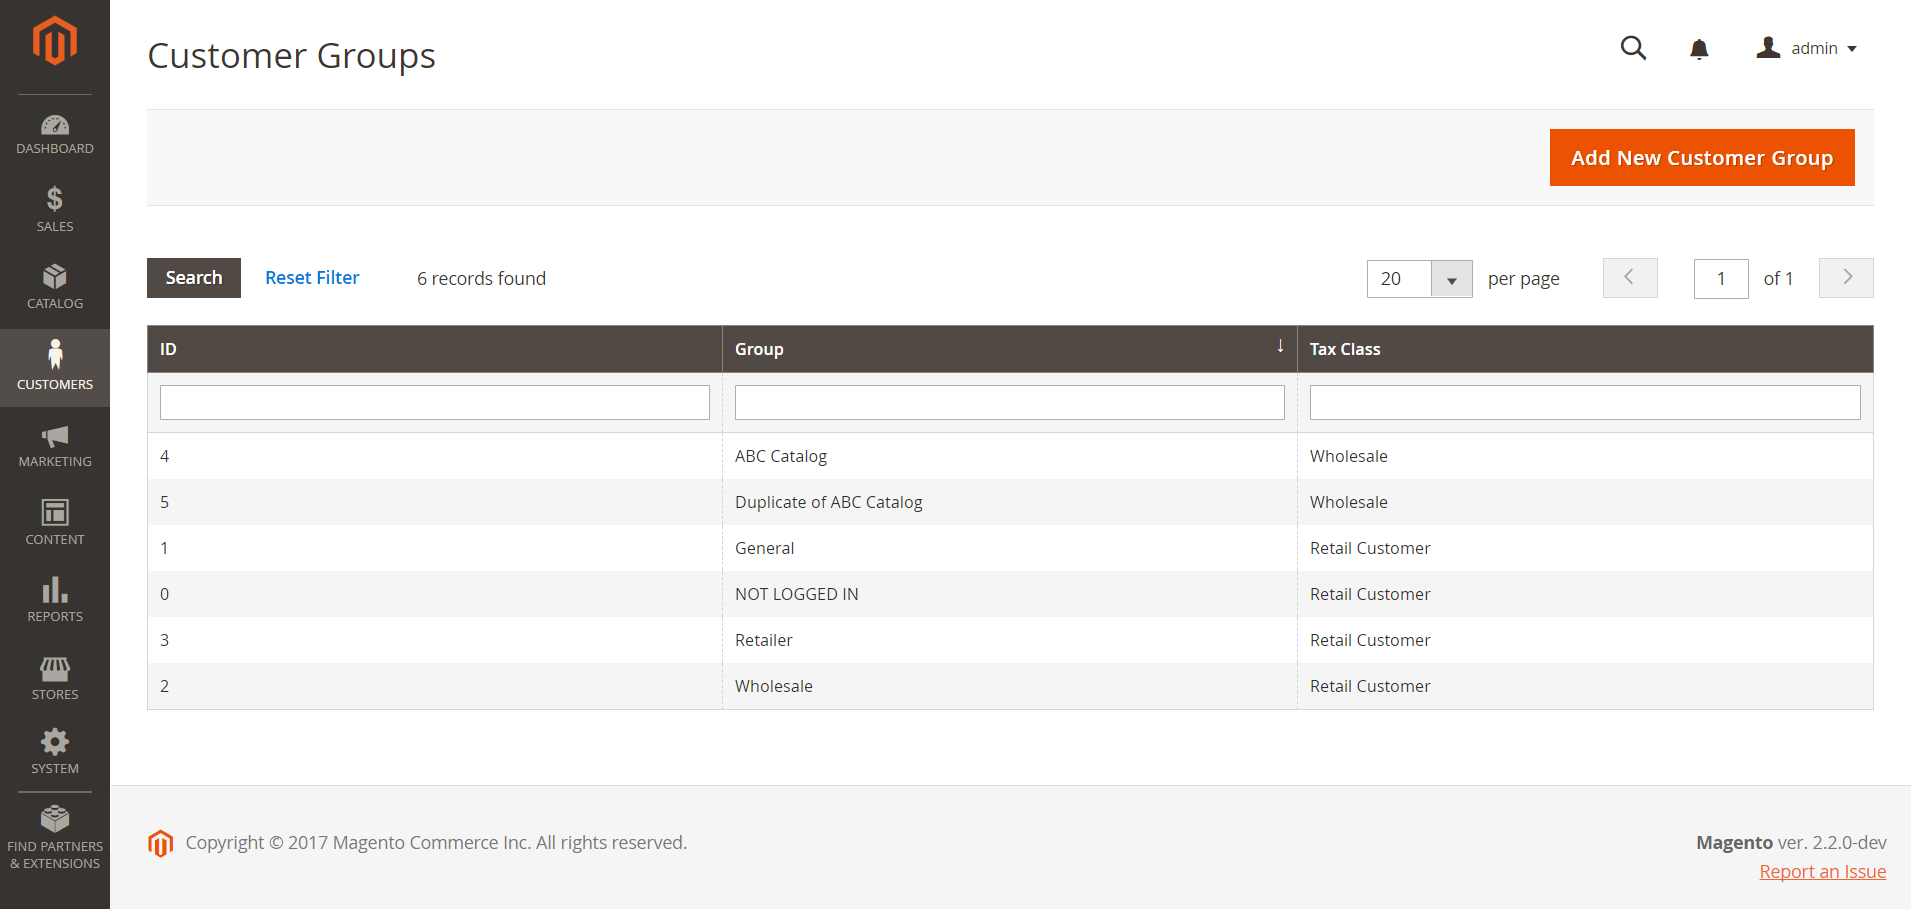 Customer Groups
admin
DASHBOARD
SALES
CATALOG
CUSTOMERS
MARKETING
CONTENT
REPORTS
STORES
SYSTEM
FIND PARTNERS
& EXTENSIONS
Add New Customer Group
Search Reset Filter 6 records found 20 per page 1 of 1
ID Group ↓ Tax Class
4 ABC Catalog Wholesale
5 Duplicate of ABC Catalog Wholesale
1 General Retail Customer
0 NOT LOGGED IN Retail Customer
3 Retailer Retail Customer
2 Wholesale Retail Customer
Copyright © 2017 Magento Commerce Inc. All rights reserved.
Magento ver. 2.2.0-dev
Report an Issue